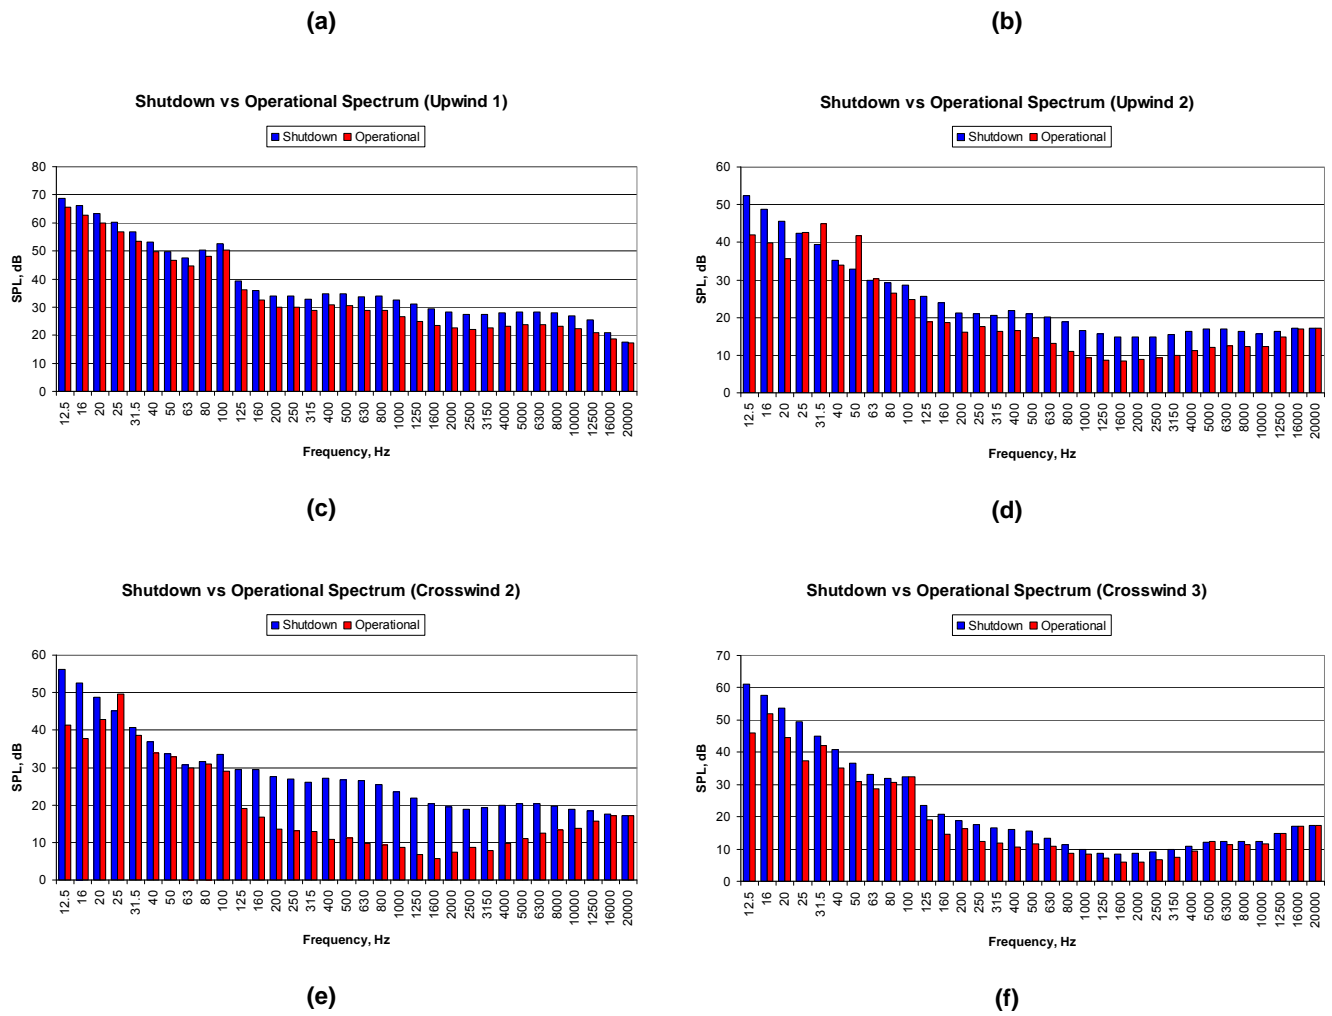 (a)
(b)
Shutdown vs Operational Spectrum (Upwind 1)
Shutdown Operational
80
70
60
50
40
30
20
10
0
SPL, dB
12.5 16 20 25 31.5 40 50 63 80 100 125 160 200 250 315 400 500 630 800 1000 1250 1600 2000 2500 3150 4000 5000 6300 8000 10000 12500 16000 20000
Frequency, Hz
Shutdown vs Operational Spectrum (Upwind 2)
Shutdown Operational
60
50
40
30
20
10
0
SPL, dB
12.5 16 20 25 31.5 40 50 63 80 100 125 160 200 250 315 400 500 630 800 1000 1250 1600 2000 2500 3150 4000 5000 6300 8000 10000 12500 16000 20000
Frequency, Hz
(c)
(d)
Shutdown vs Operational Spectrum (Crosswind 2)
Shutdown Operational
60
50
40
30
20
10
0
SPL, dB
12.5 16 20 25 31.5 40 50 63 80 100 125 160 200 250 315 400 500 630 800 1000 1250 1600 2000 2500 3150 4000 5000 6300 8000 10000 12500 16000 20000
Frequency, Hz
Shutdown vs Operational Spectrum (Crosswind 3)
Shutdown Operational
70
60
50
40
30
20
10
0
SPL, dB
12.5 16 20 25 31.5 40 50 63 80 100 125 160 200 250 315 400 500 630 800 1000 1250 1600 2000 2500 3150 4000 5000 6300 8000 10000 12500 16000 20000
Frequency, Hz
(e)
(f)